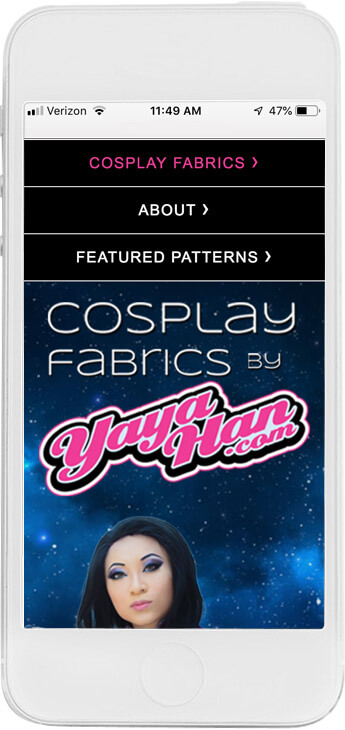 Verizon 11:49 AM 47%
COSPLAY FABRICS ›
ABOUT ›
FEATURED PATTERNS ›
COSPLAY
FABRICS BY
Yaya
Han
.com